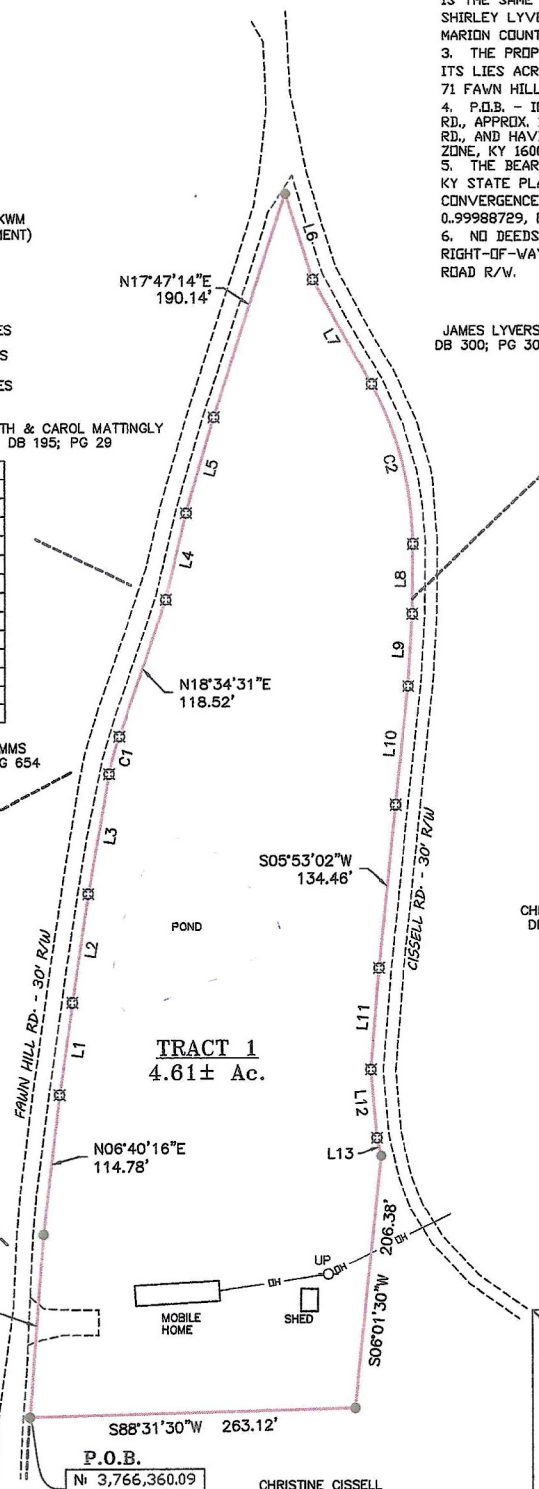 IS THE SAME
SHIRLEY LYVE
MARION COUNT
3. THE PROP
ITS LIES ACR
71 FAWN HILL
4. P.O.B. -
RD., APPROX.
RD., AND HAV
ZONE, KY 160
5. THE BEAR
KY STATE PLA
CONVERGENCE
0..99988729,
6. NO DEEDS
RIGHT-OF-WAY
ROAD R/W.
KWM
MENT)
ES
S
ES
TH & CAROL MATTINGLY
DB 195; PG 29
JAMES LYVERS
DB 300; PG 30
N17°47'14"E
190.14'
L6
L7
L5
C2
L4
L8
L9
N18°34'31"E
118.52'
MMS
G 654
C1
L10
L3
S05°53'02"W
134.46'
CISSELL RD. - 30' R/W
L2
POND
CH
D
FAWN HILL RD. - 30' R/W
L1
L11
TRACT 1
4.61± Ac.
L12
N06°40'16"E
114.78'
L13
206.38'
S06°01'30"W
UP
OH
OH
OH
MOBILE
HOME
SHED
S88°31'30"W 263.12'
P.O.B.
N: 3,766,360.09
CHRISTINE CISSELL